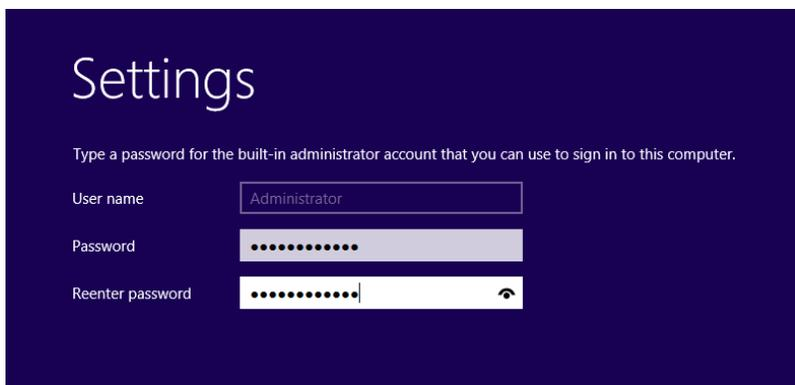 Settings
Type a password for the built-in administrator account that you can use to sign in to this computer.
User name Administrator
Password ••••••••••••
Reenter password ••••••••••••